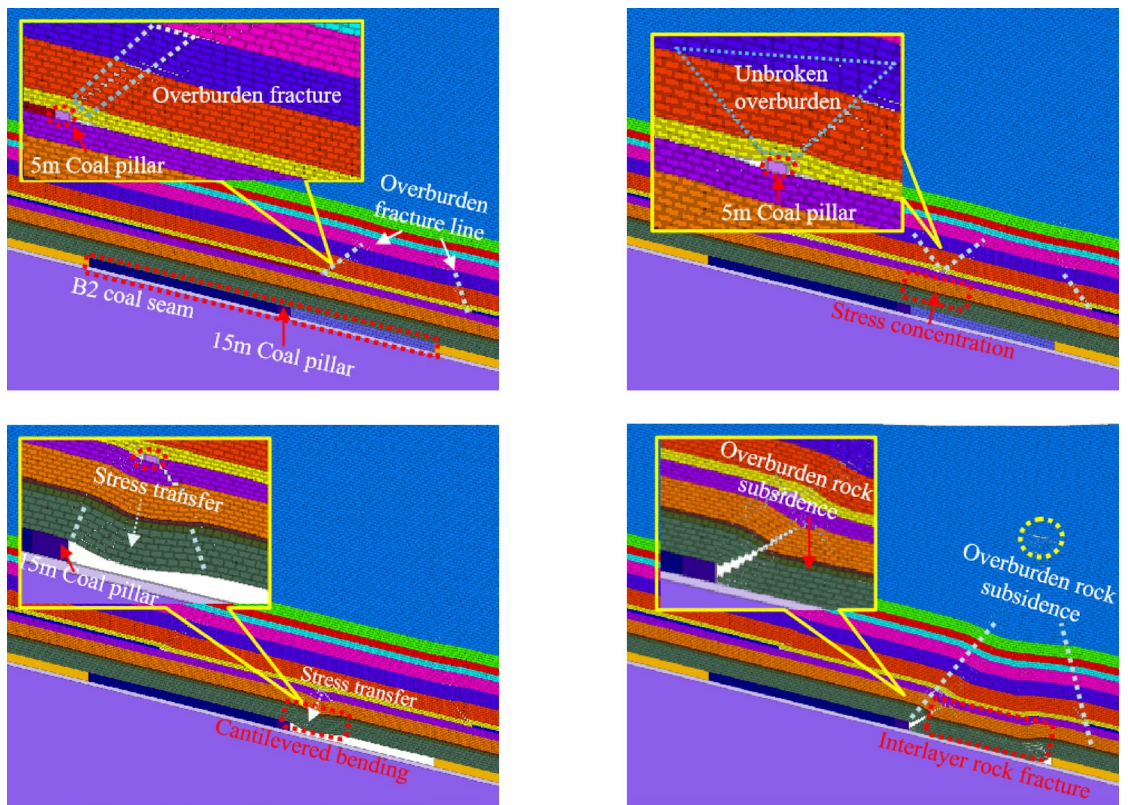 Overburden fracture
5m Coal pillar
Overburden
fracture line
B2 coal seam
15m Coal pillar
Unbroken
overburden
5m Coal pillar
Stress concentration
Stress transfer
15m Coal pillar
Stress transfer
Cantilevered bending
Overburden rock
subsidence
Overburden rock
subsidence
Interlayer rock fracture